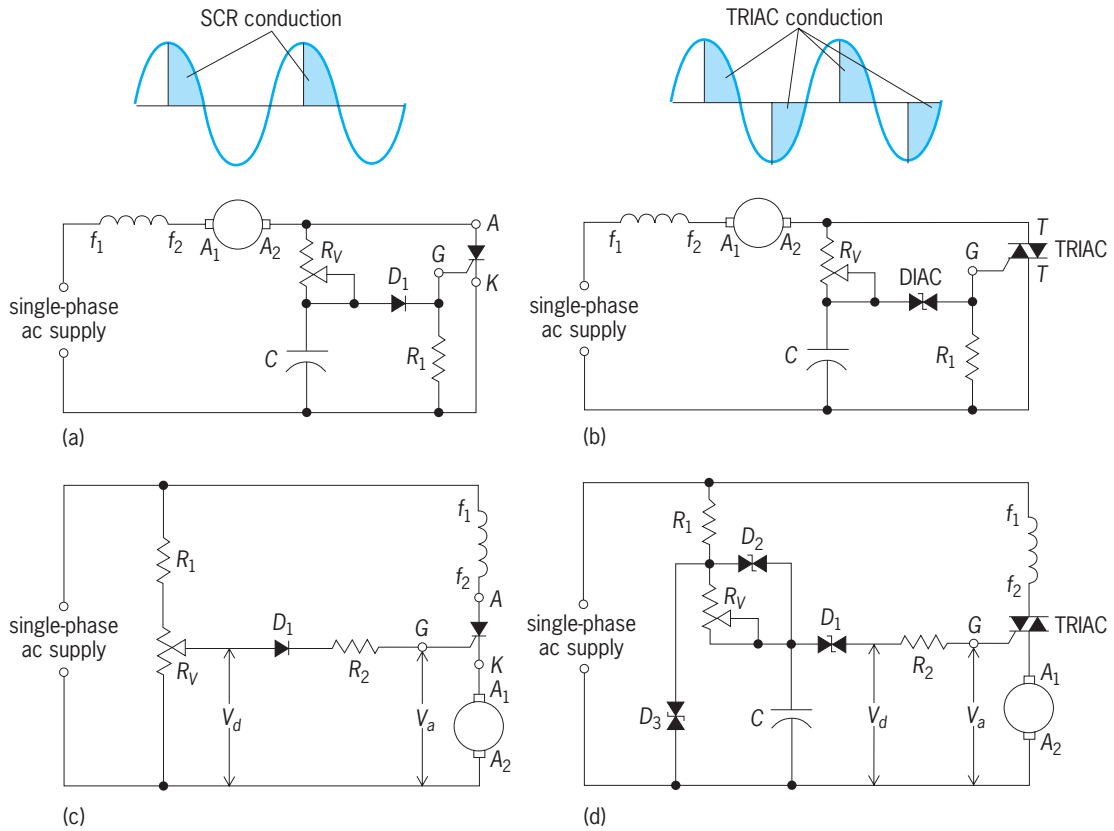 SCR conduction
TRIAC conduction
f1
f2
A1
A2
RV
G
A
K
D1
C
R1
single-phase
ac supply
(a)
f1
f2
A1
A2
RV
G
T
TRIAC
T
DIAC
C
R1
single-phase
ac supply
(b)
f1
f2
A
R1
single-phase
ac supply
RV
D1
R2
G
K
A1
A2
Vd
Va
(c)
f1
f2
R1
D2
RV
single-phase
ac supply
D1
R2
G
TRIAC
A1
A2
D3
C
Vd
Va
(d)